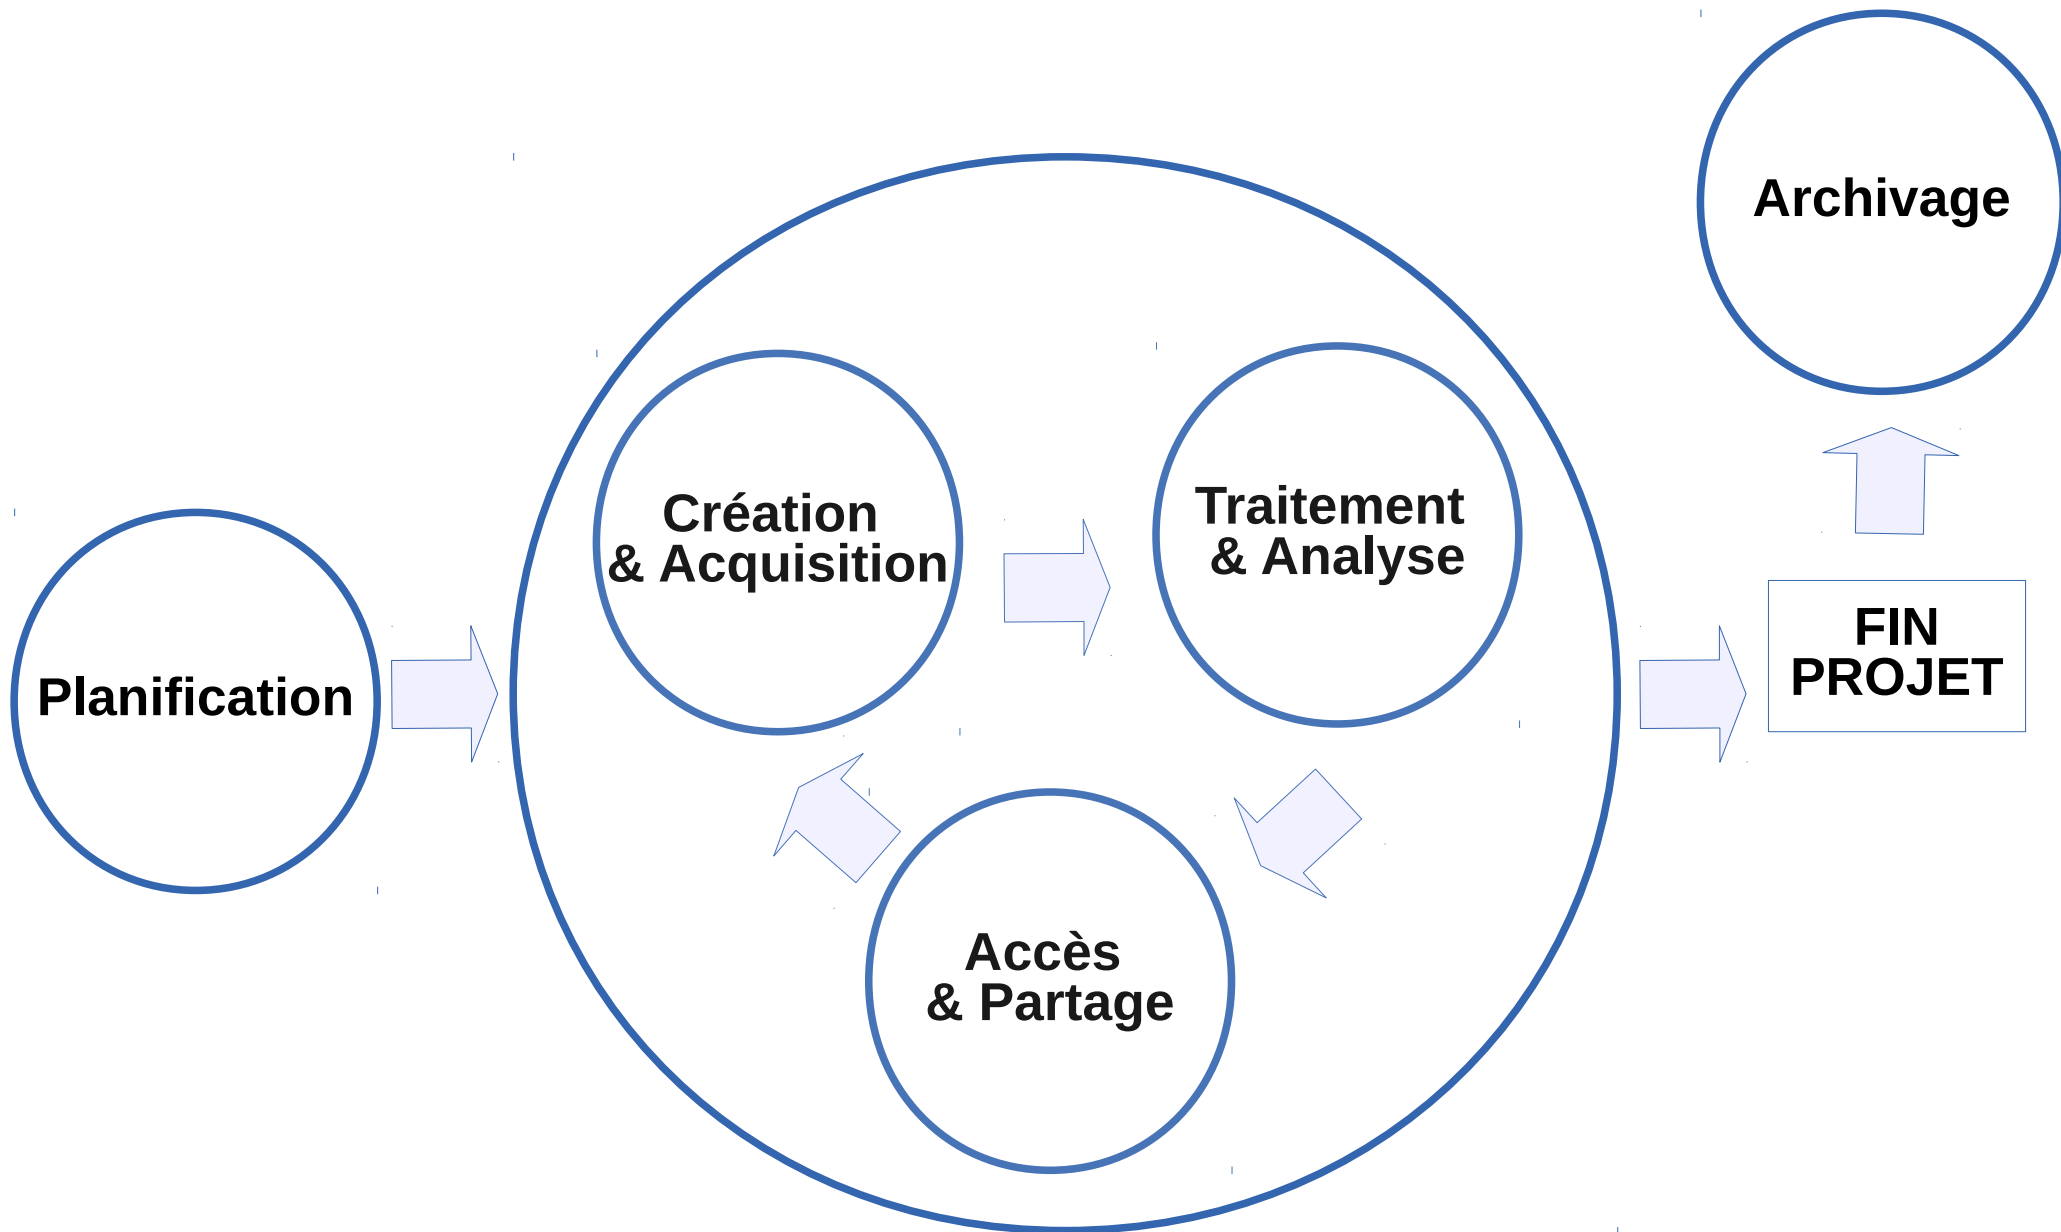 Planification
Création
& Acquisition
Traitement
& Analyse
Accès
& Partage
FIN
PROJET
Archivage